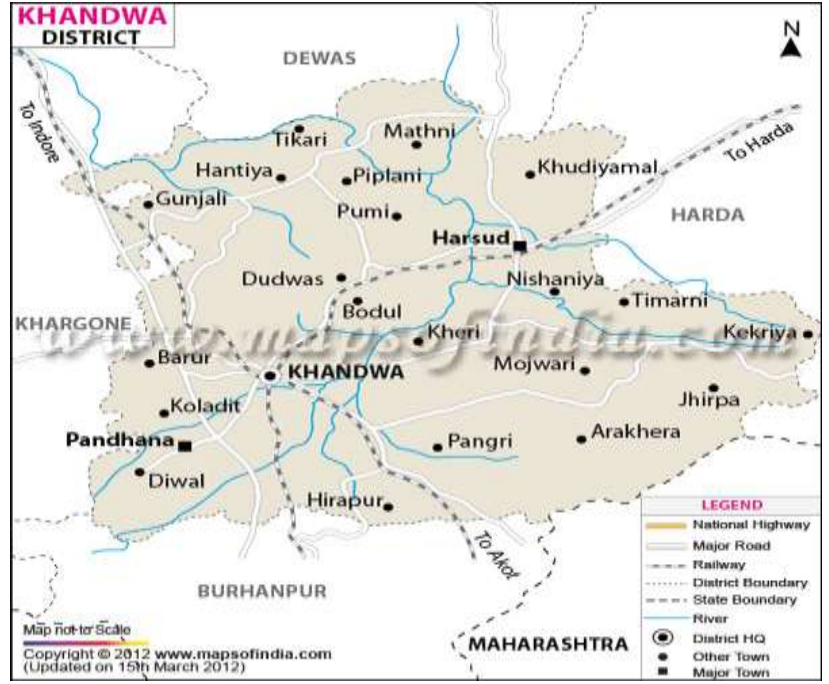 KHANDWA
DISTRICT
N
DEWAS
To Indore
Tikari
Mathni
To Harda
Hantiya
Piplani
Khudiyamal
Gunjali
Pumi
HARDA
Harsud
Dudwas
Nishaniya
Bodul
Timarni
KHARGONE
Kheri
Kekriya
www.mapsofindia.com
Barur
KHANDWA
Mojwari
Jhirpa
Koladit
Pandhana
Pangri
Arakhera
Diwal
Hirapur
To Akot
BURHANPUR
MAHARASHTRA
LEGEND
National Highway
Major Road
Railway
District Boundary
State Boundary
River
District HQ
Other Town
Major Town
Map not to Scale
Copyright © 2012 www.mapsofindia.com
(Updated on 15th March 2012)